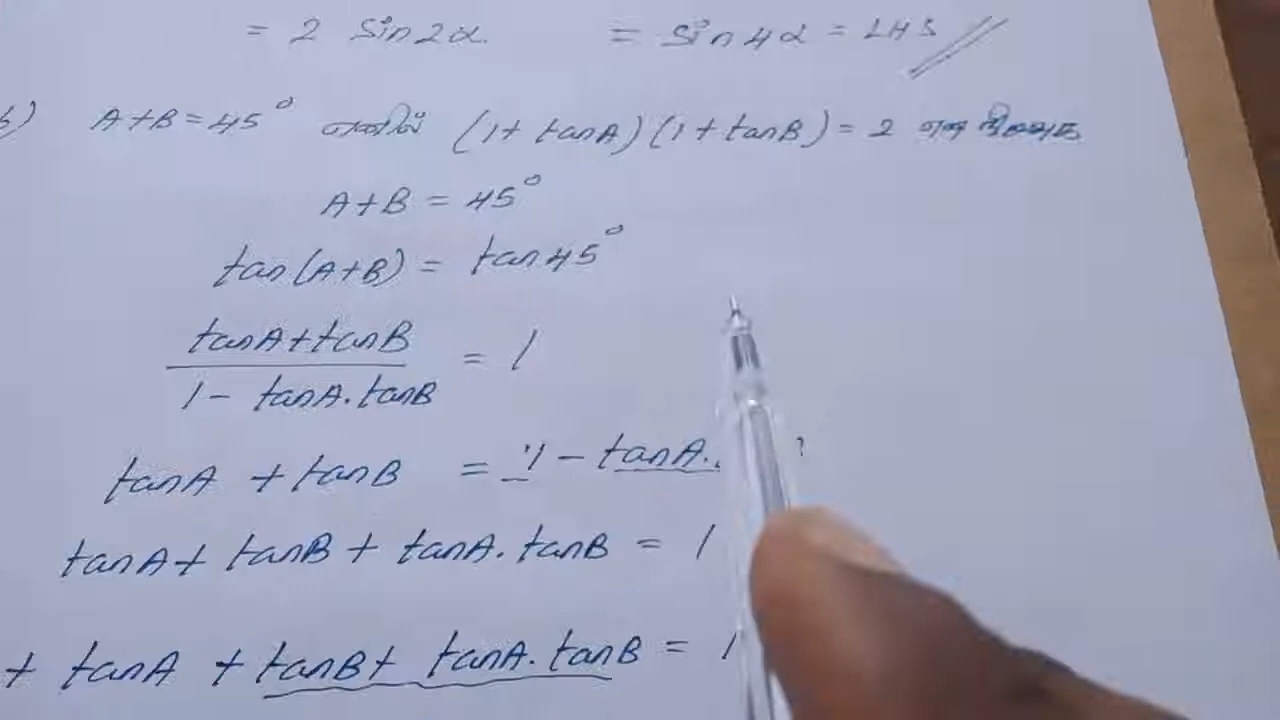 = 2 Sin2α. = Sin4α = LHS
6) A+B=45° எனில் (1+ tanA)(1+tanB)=2 என நிறுவுக
A+B = 45°
tan(A+B) = tan45°
tanA+tanB
= 1
1 - tanA.tanB
tanA + tanB = 1 - tanA.
tanA+ tanB + tanA. tanB = 1
+ tanA + tanB+ tanA.tanB = 1